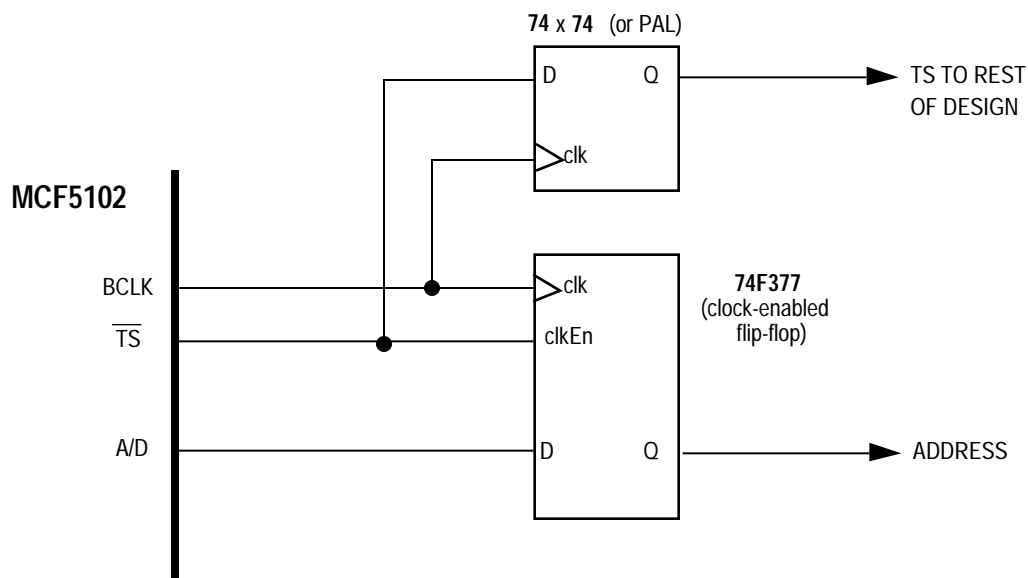 74 x 74 (or PAL)
D Q
TS TO REST
OF DESIGN
clk
MCF5102
BCLK
clk
74F377
(clock-enabled
flip-flop)
TS
clkEn
A/D
D Q
ADDRESS